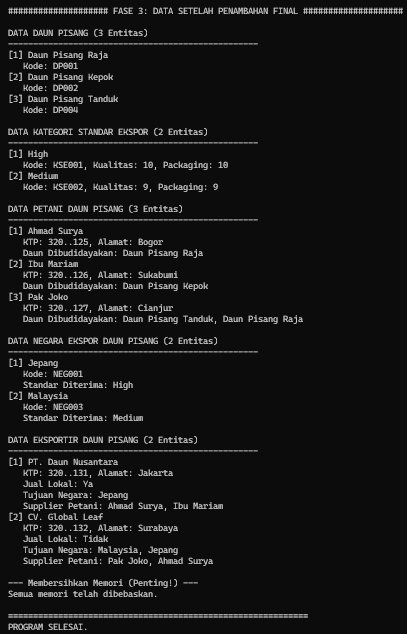 #################### FASE 3: DATA SETELAH PENAMBAHAN FINAL ####################
DATA DAUN PISANG (3 Entitas)
--------------------------------------------------
[1] Daun Pisang Raja
Kode: DP001
[2] Daun Pisang Kepok
Kode: DP002
[3] Daun Pisang Tanduk
Kode: DP004
DATA KATEGORI STANDAR EKSPOR (2 Entitas)
--------------------------------------------------
[1] High
Kode: KSE001, Kualitas: 10, Packaging: 10
[2] Medium
Kode: KSE002, Kualitas: 9, Packaging: 9
DATA PETANI DAUN PISANG (3 Entitas)
--------------------------------------------------
[1] Ahmad Surya
KTP: 320..125, Alamat: Bogor
Daun Dibudidayakan: Daun Pisang Raja
[2] Ibu Mariam
KTP: 320..126, Alamat: Sukabumi
Daun Dibudidayakan: Daun Pisang Kepok
[3] Pak Joko
KTP: 320..127, Alamat: Cianjur
Daun Dibudidayakan: Daun Pisang Tanduk, Daun Pisang Raja
DATA NEGARA EKSPOR DAUN PISANG (2 Entitas)
--------------------------------------------------
[1] Jepang
Kode: NEG001
Standar Diterima: High
[2] Malaysia
Kode: NEG003
Standar Diterima: Medium
DATA EKSPORTIR DAUN PISANG (2 Entitas)
--------------------------------------------------
[1] PT. Daun Nusantara
KTP: 320..131, Alamat: Jakarta
Jual Lokal: Ya
Tujuan Negara: Jepang
Supplier Petani: Ahmad Surya, Ibu Mariam
[2] CV. Global Leaf
KTP: 320..132, Alamat: Surabaya
Jual Lokal: Tidak
Tujuan Negara: Malaysia, Jepang
Supplier Petani: Pak Joko, Ahmad Surya
--- Membersihkan Memori (Penting!) ---
Semua memori telah dibebaskan.
============================================================
PROGRAM SELESAI.